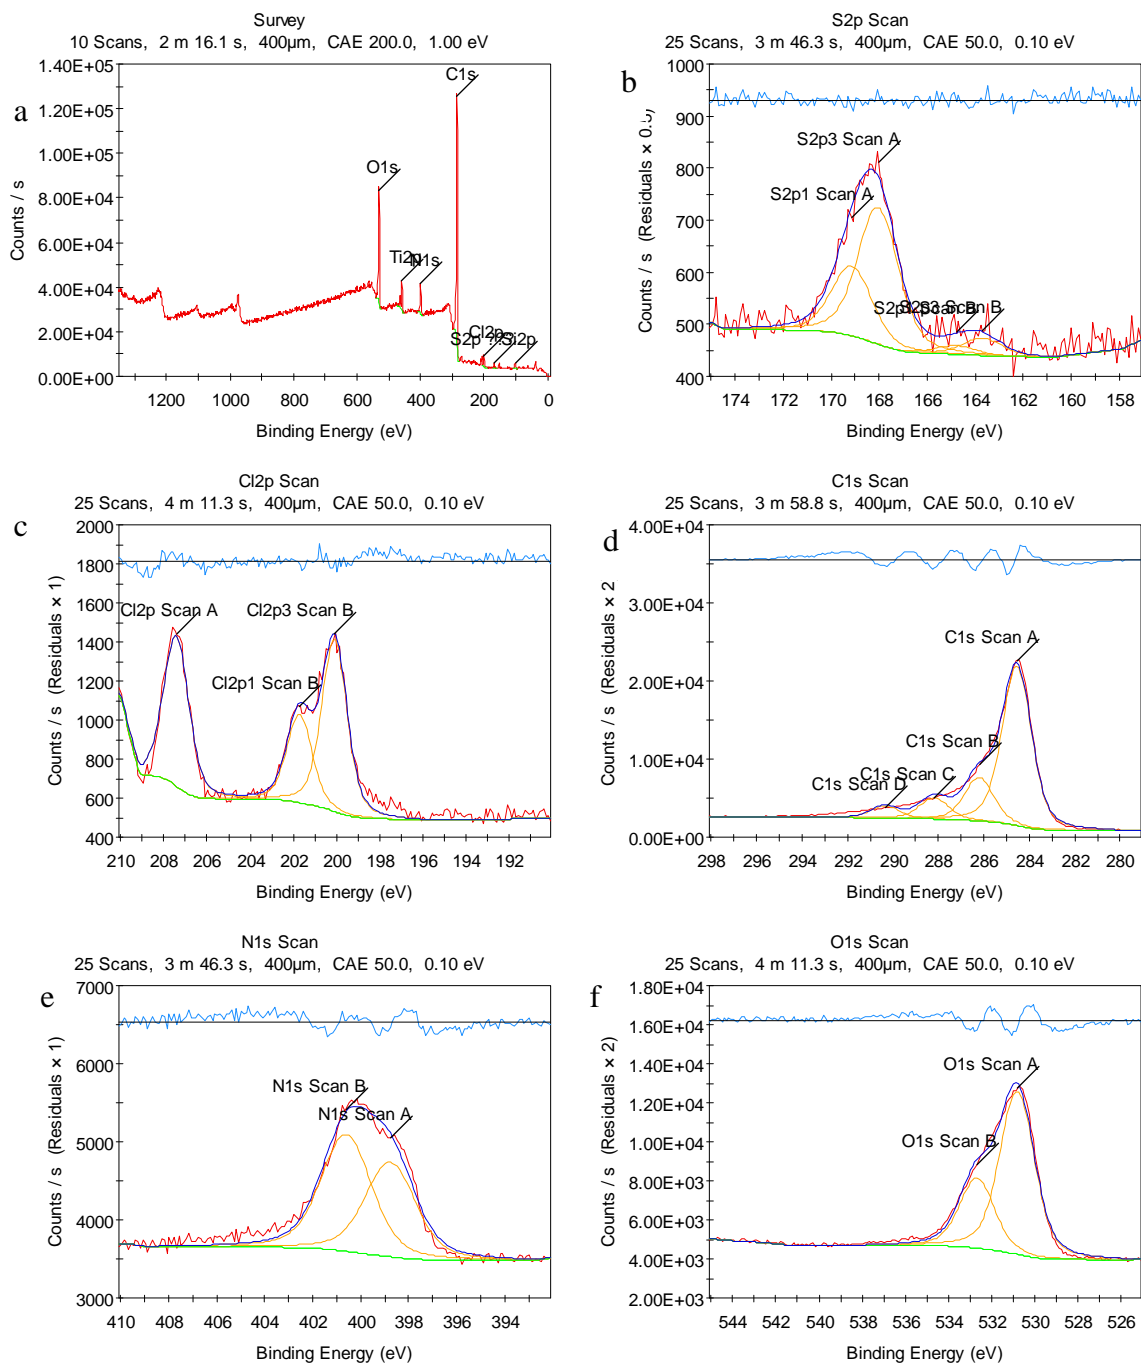 Survey
10 Scans, 2 m 16.1 s, 400µm, CAE 200.0, 1.00 eV
a
1.40E+05
1.20E+05
1.00E+05
8.00E+04
6.00E+04
4.00E+04
2.00E+04
0.00E+00
Counts / s
C1s
O1s
Ti2p
N1s
Cl2p
S2p
Si2p
1200 1000 800 600 400 200 0
Binding Energy (eV)
S2p Scan
25 Scans, 3 m 46.3 s, 400µm, CAE 50.0, 0.10 eV
b
1000
900
800
700
600
500
400
Counts / s (Residuals × 0.5)
S2p3 Scan A
S2p1 Scan A
S2p1 Scan B
S2p3 Scan B
174 172 170 168 166 164 162 160 158
Binding Energy (eV)
Cl2p Scan
25 Scans, 4 m 11.3 s, 400µm, CAE 50.0, 0.10 eV
c
2000
1800
1600
1400
1200
1000
800
600
400
Counts / s (Residuals × 1)
Cl2p Scan A
Cl2p3 Scan B
Cl2p1 Scan B
210 208 206 204 202 200 198 196 194 192
Binding Energy (eV)
C1s Scan
25 Scans, 3 m 58.8 s, 400µm, CAE 50.0, 0.10 eV
d
4.00E+04
3.00E+04
2.00E+04
1.00E+04
0.00E+00
Counts / s (Residuals × 2
C1s Scan A
C1s Scan B
C1s Scan C
C1s Scan D
298 296 294 292 290 288 286 284 282 280
Binding Energy (eV)
N1s Scan
25 Scans, 3 m 46.3 s, 400µm, CAE 50.0, 0.10 eV
e
7000
6000
5000
4000
3000
Counts / s (Residuals × 1)
N1s Scan B
N1s Scan A
410 408 406 404 402 400 398 396 394
Binding Energy (eV)
O1s Scan
25 Scans, 4 m 11.3 s, 400µm, CAE 50.0, 0.10 eV
f
1.80E+04
1.60E+04
1.40E+04
1.20E+04
1.00E+04
8.00E+03
6.00E+03
4.00E+03
2.00E+03
Counts / s (Residuals × 2)
O1s Scan A
O1s Scan B
544 542 540 538 536 534 532 530 528 526
Binding Energy (eV)